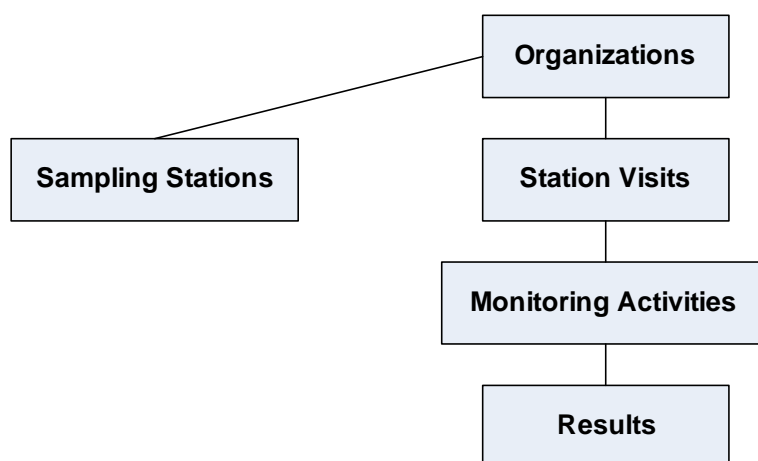 Organizations
Sampling Stations
Station Visits
Monitoring Activities
Results